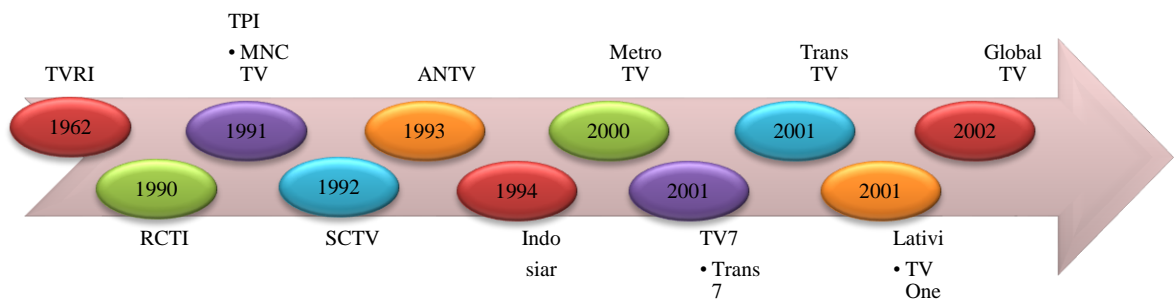 TPI
• MNC
TV
TVRI
ANTV
Metro
TV
Trans
TV
Global
TV
1962
1991
1993
2000
2001
2002
1990
1992
1994
2001
2001
RCTI
SCTV
Indo
siar
TV7
• Trans
7
Lativi
• TV
One